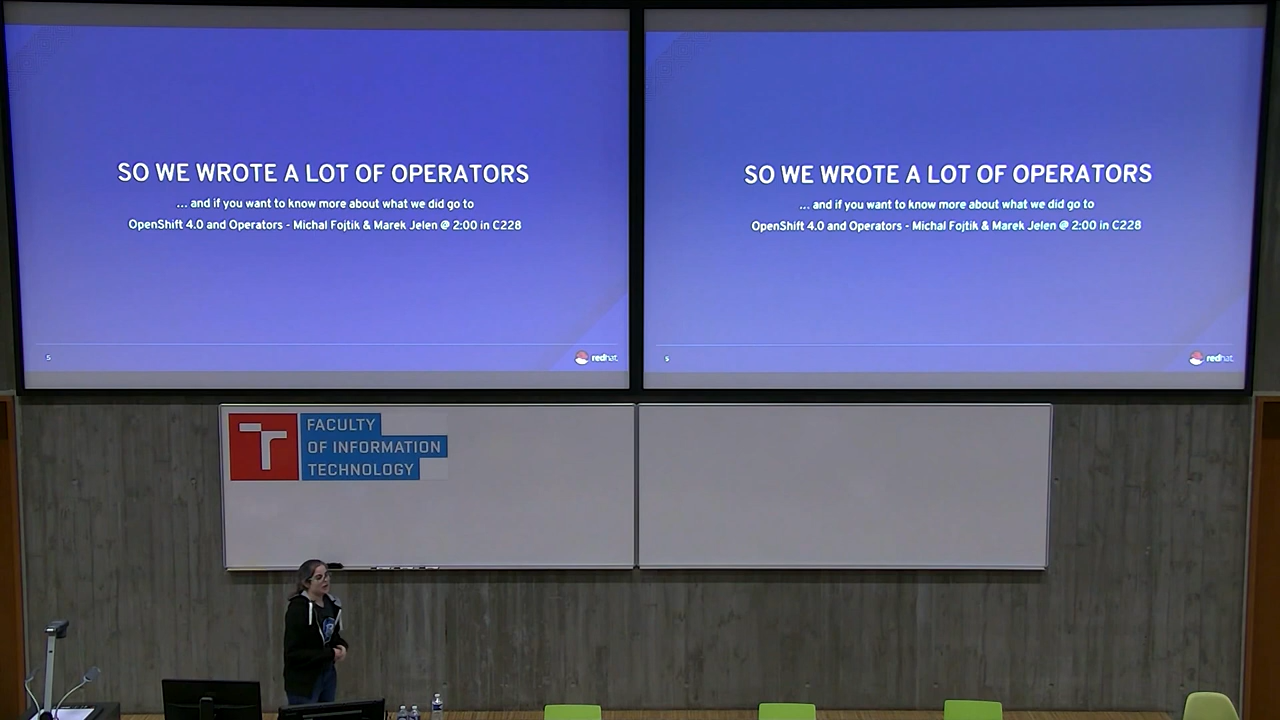 SO WE WROTE A LOT OF OPERATORS
... and if you want to know more about what we did go to
OpenShift 4.0 and Operators - Michal Fojtik & Marek Jelen @ 2:00 in C228
5
redhat.
SO WE WROTE A LOT OF OPERATORS
... and if you want to know more about what we did go to
OpenShift 4.0 and Operators - Michal Fojtik & Marek Jelen @ 2:00 in C228
5
redhat.
FACULTY
OF INFORMATION
TECHNOLOGY